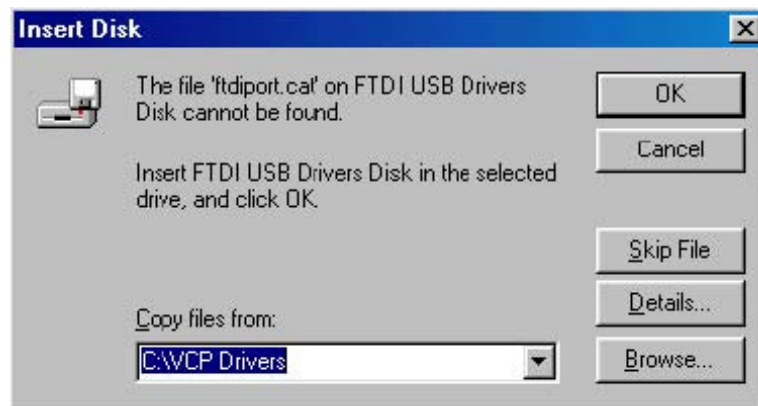 Insert Disk
The file 'ftdiport.cat' on FTDI USB Drivers
Disk cannot be found.
Insert FTDI USB Drivers Disk in the selected
drive, and click OK.
Copy files from:
C:\VCP Drivers
OK
Cancel
Skip File
Details...
Browse...